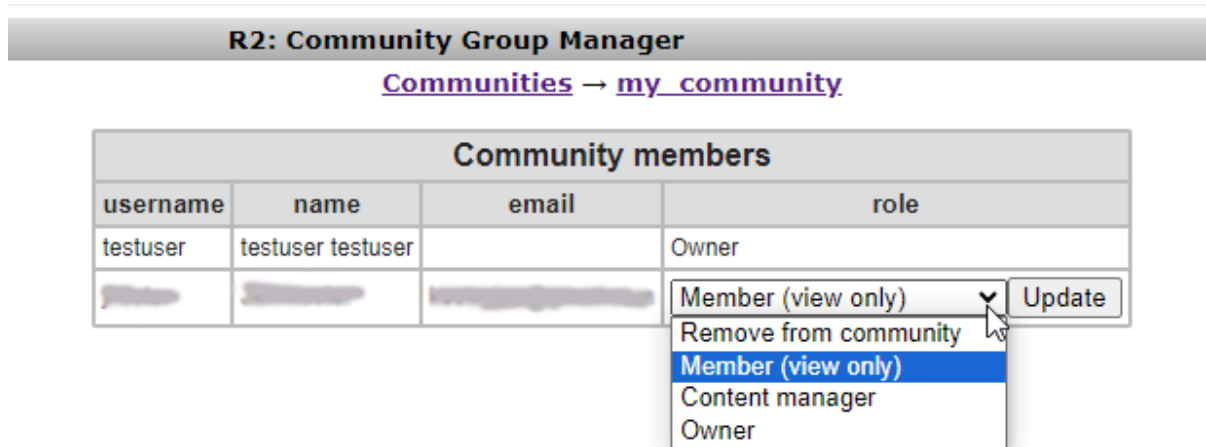 R2: Community Group Manager
Communities → my_community
Community members
username name email role
testuser testuser testuser Owner
Member (view only) Update
Remove from community
Member (view only)
Content manager
Owner